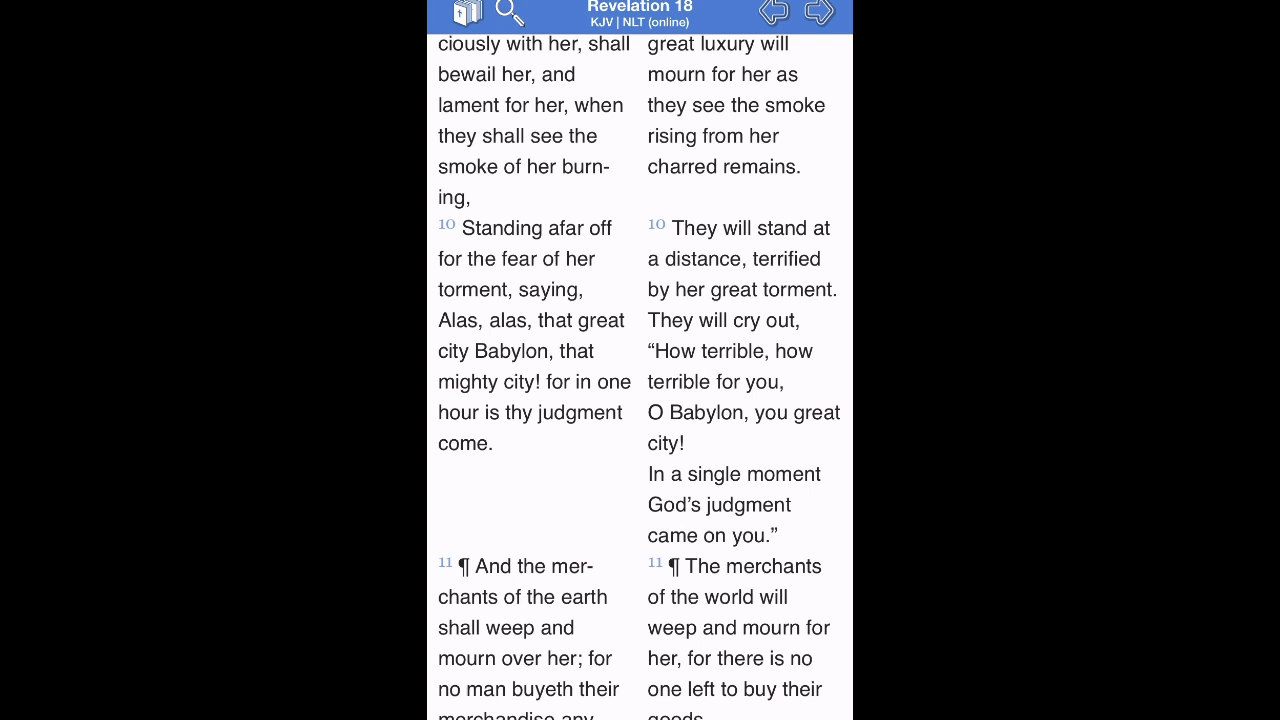 Revelation 18
KJV | NLT (online)
ciously with her, shall
bewail her, and
lament for her, when
they shall see the
smoke of her burn-
ing,
10 Standing afar off
for the fear of her
torment, saying,
Alas, alas, that great
city Babylon, that
mighty city! for in one
hour is thy judgment
come.
11 ¶ And the mer-
chants of the earth
shall weep and
mourn over her; for
no man buyeth their
merchandise any
great luxury will
mourn for her as
they see the smoke
rising from her
charred remains.
10 They will stand at
a distance, terrified
by her great torment.
They will cry out,
“How terrible, how
terrible for you,
O Babylon, you great
city!
In a single moment
God’s judgment
came on you.”
11 ¶ The merchants
of the world will
weep and mourn for
her, for there is no
one left to buy their
goods.